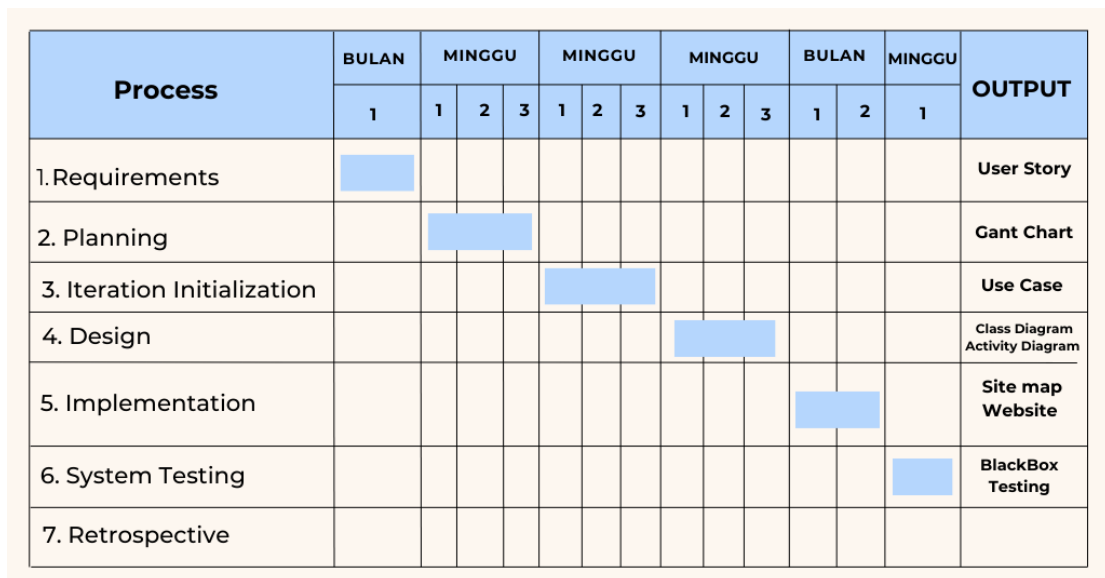 Process
BULAN MINGGU MINGGU MINGGU BULAN MINGGU
OUTPUT
1 1 2 3 1 2 3 1 2 3 1 2 1
1. Requirements
User Story
2. Planning
Gant Chart
3. Iteration Initialization
Use Case
4. Design
Class Diagram
Activity Diagram
5. Implementation
Site map
Website
6. System Testing
BlackBox
Testing
7. Retrospective